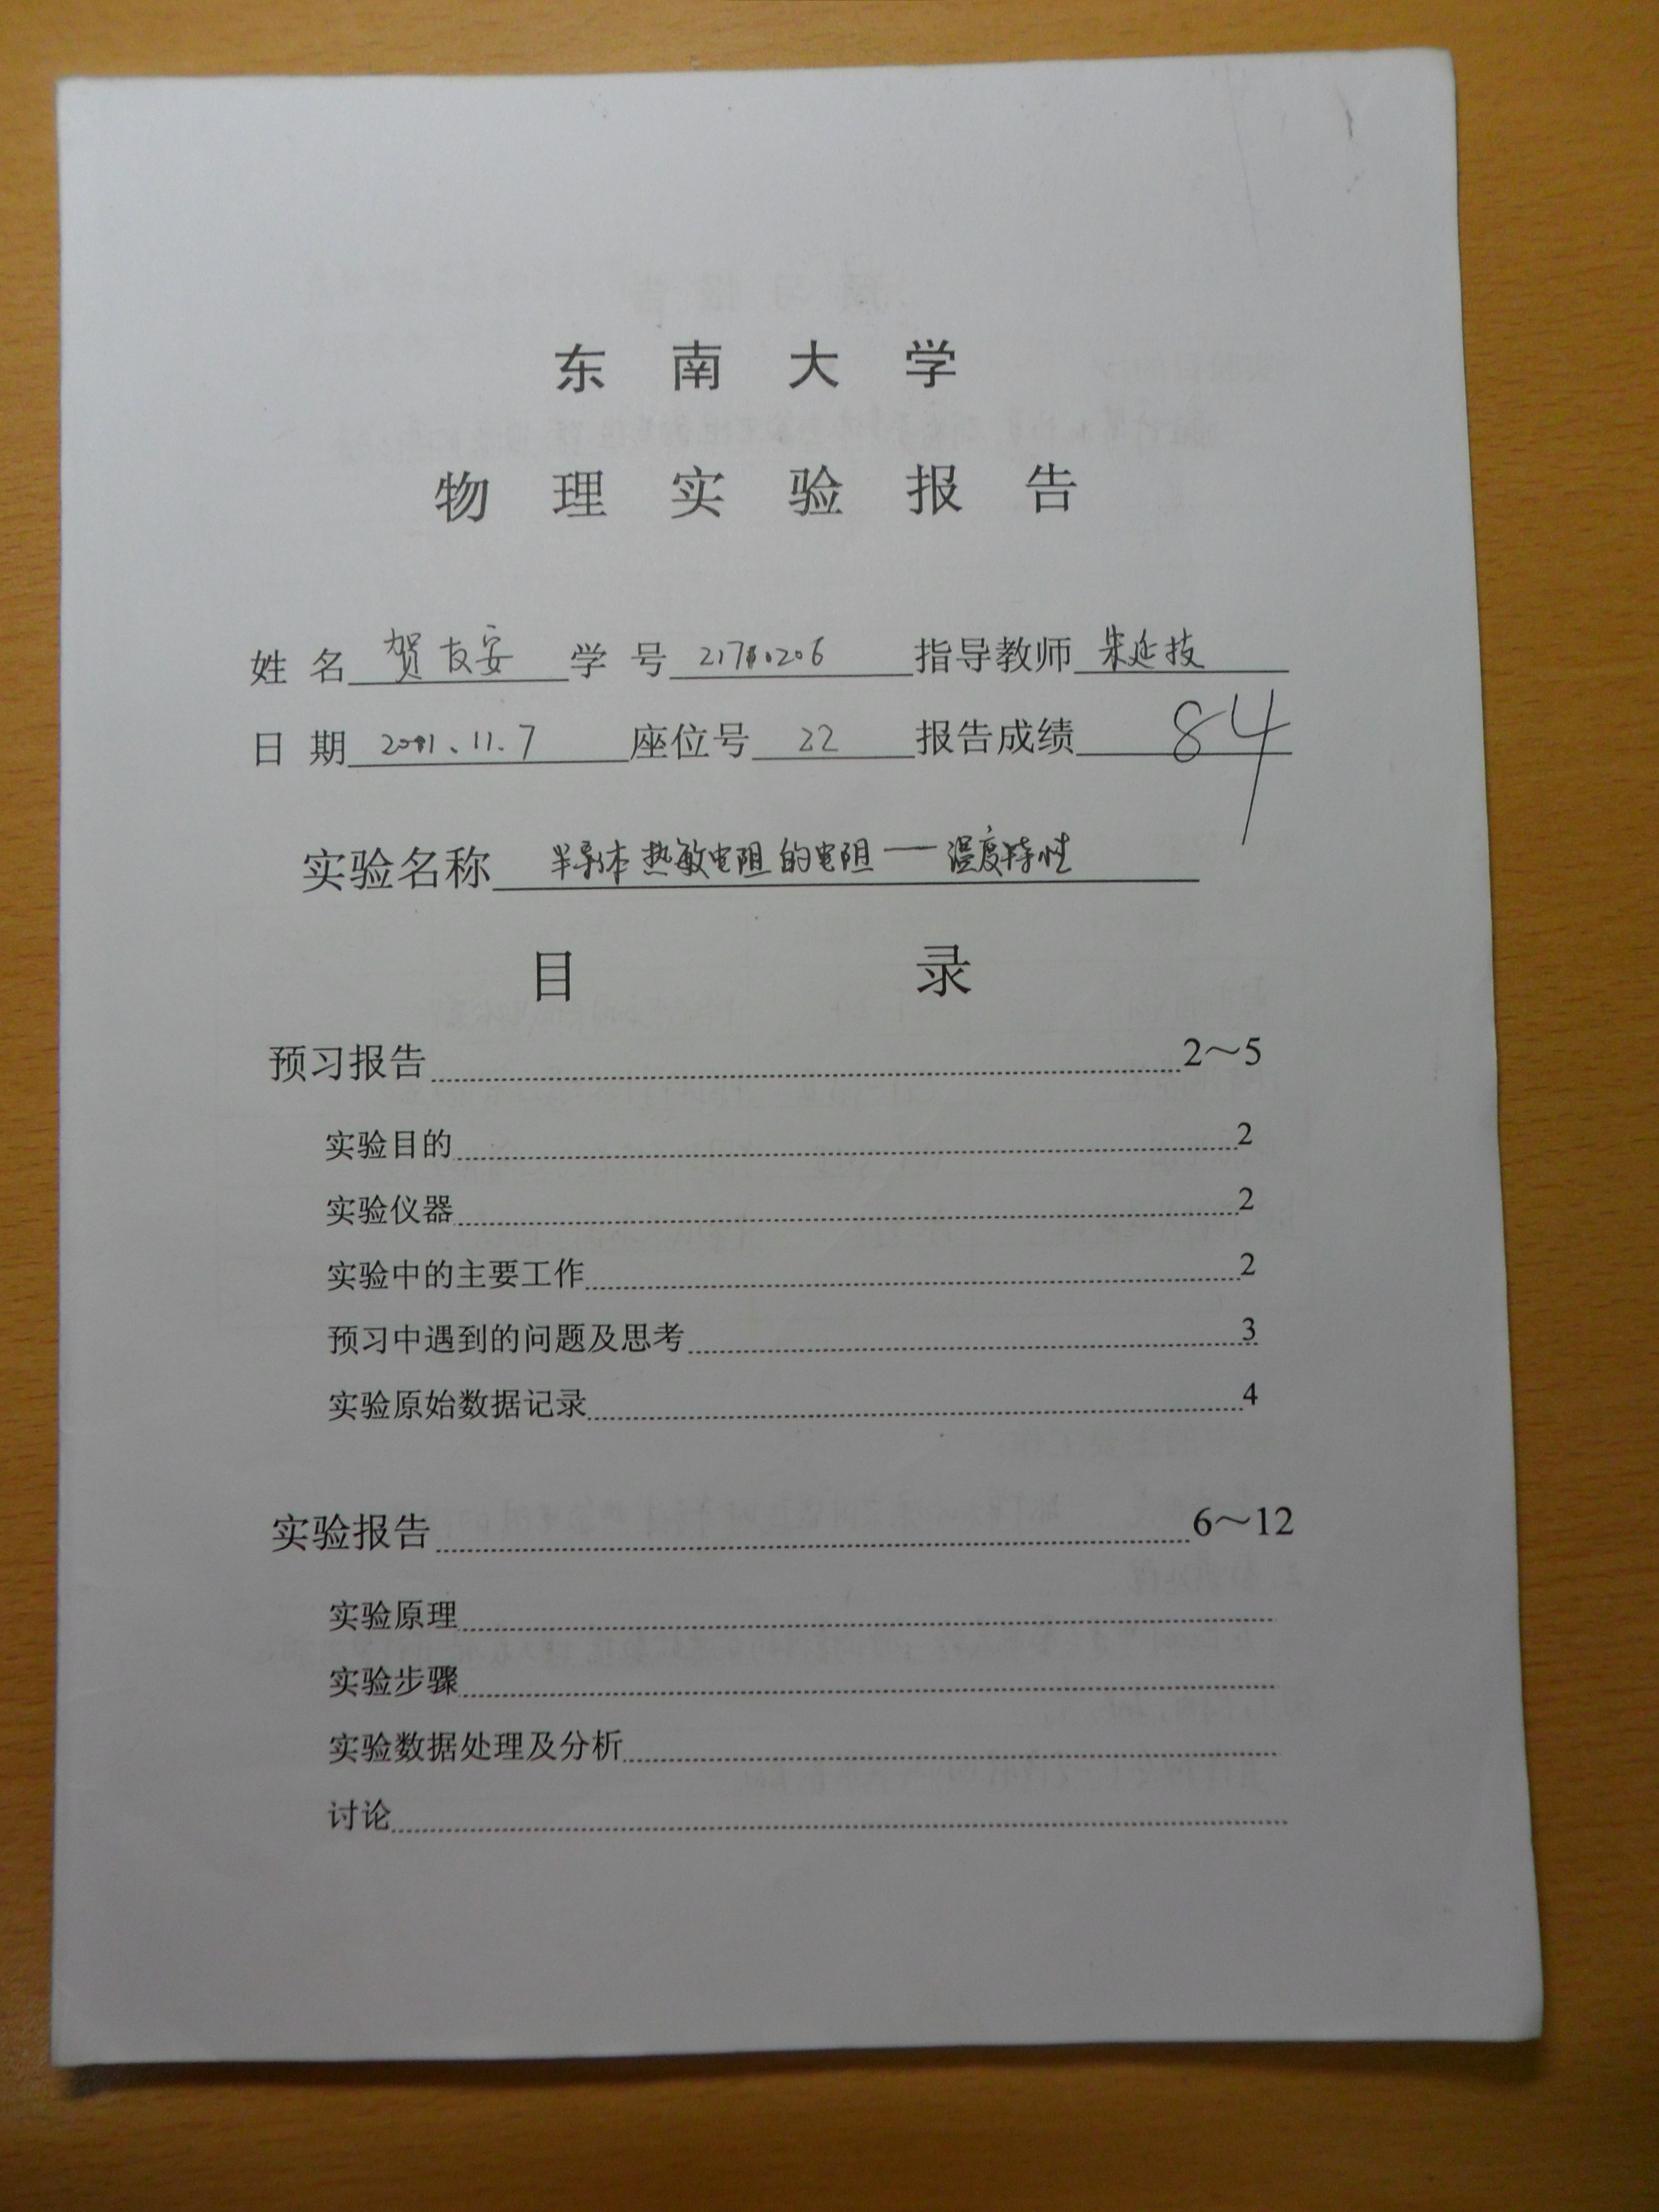 东南大学
物理实验报告
姓名 贺友安 学号 21710206 指导教师 朱延技
日期 2011、11.7 座位号 22 报告成绩 84
实验名称 半导体热敏电阻的电阻——温度特性
目录
预习报告 2～5
实验目的 2
实验仪器 2
实验中的主要工作 2
预习中遇到的问题及思考 3
实验原始数据记录 4
实验报告 6～12
实验原理
实验步骤
实验数据处理及分析
讨论